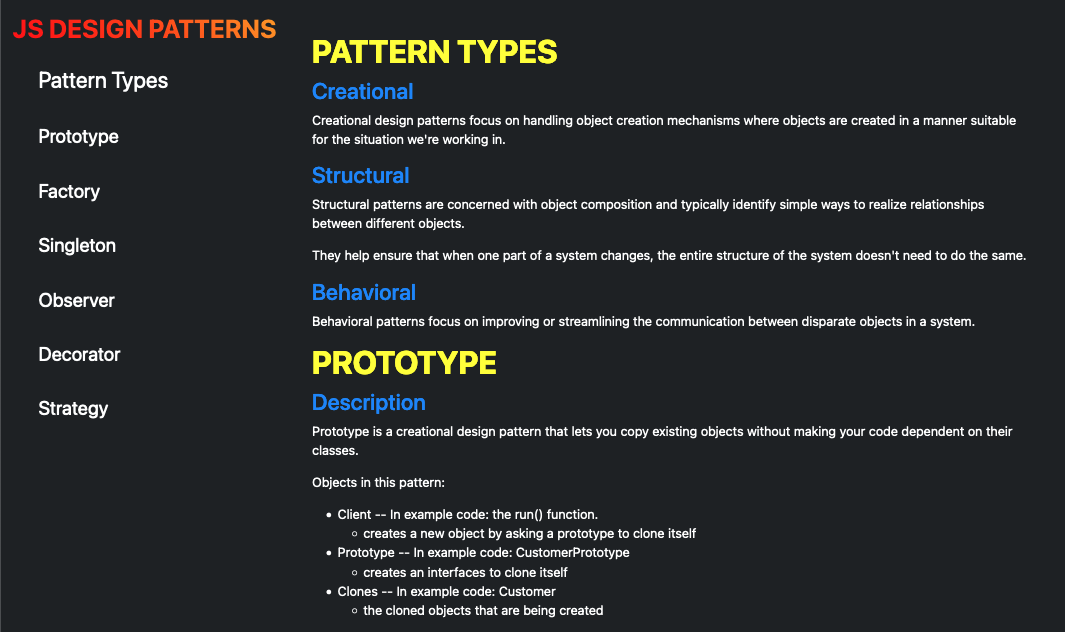 JS DESIGN PATTERNS
Pattern Types
Prototype
Factory
Singleton
Observer
Decorator
Strategy
PATTERN TYPES
Creational
Creational design patterns focus on handling object creation mechanisms where objects are created in a manner suitable
for the situation we're working in.
Structural
Structural patterns are concerned with object composition and typically identify simple ways to realize relationships
between different objects.
They help ensure that when one part of a system changes, the entire structure of the system doesn't need to do the same.
Behavioral
Behavioral patterns focus on improving or streamlining the communication between disparate objects in a system.
PROTOTYPE
Description
Prototype is a creational design pattern that lets you copy existing objects without making your code dependent on their
classes.
Objects in this pattern:
• Client -- In example code: the run() function.
◦ creates a new object by asking a prototype to clone itself
• Prototype -- In example code: CustomerPrototype
◦ creates an interfaces to clone itself
• Clones -- In example code: Customer
◦ the cloned objects that are being created